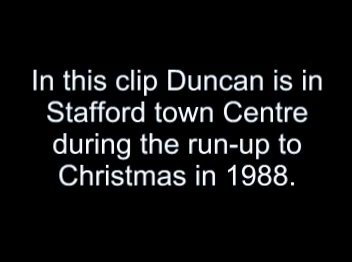 In this clip Duncan is in
Stafford town Centre
during the run-up to
Christmas in 1988.